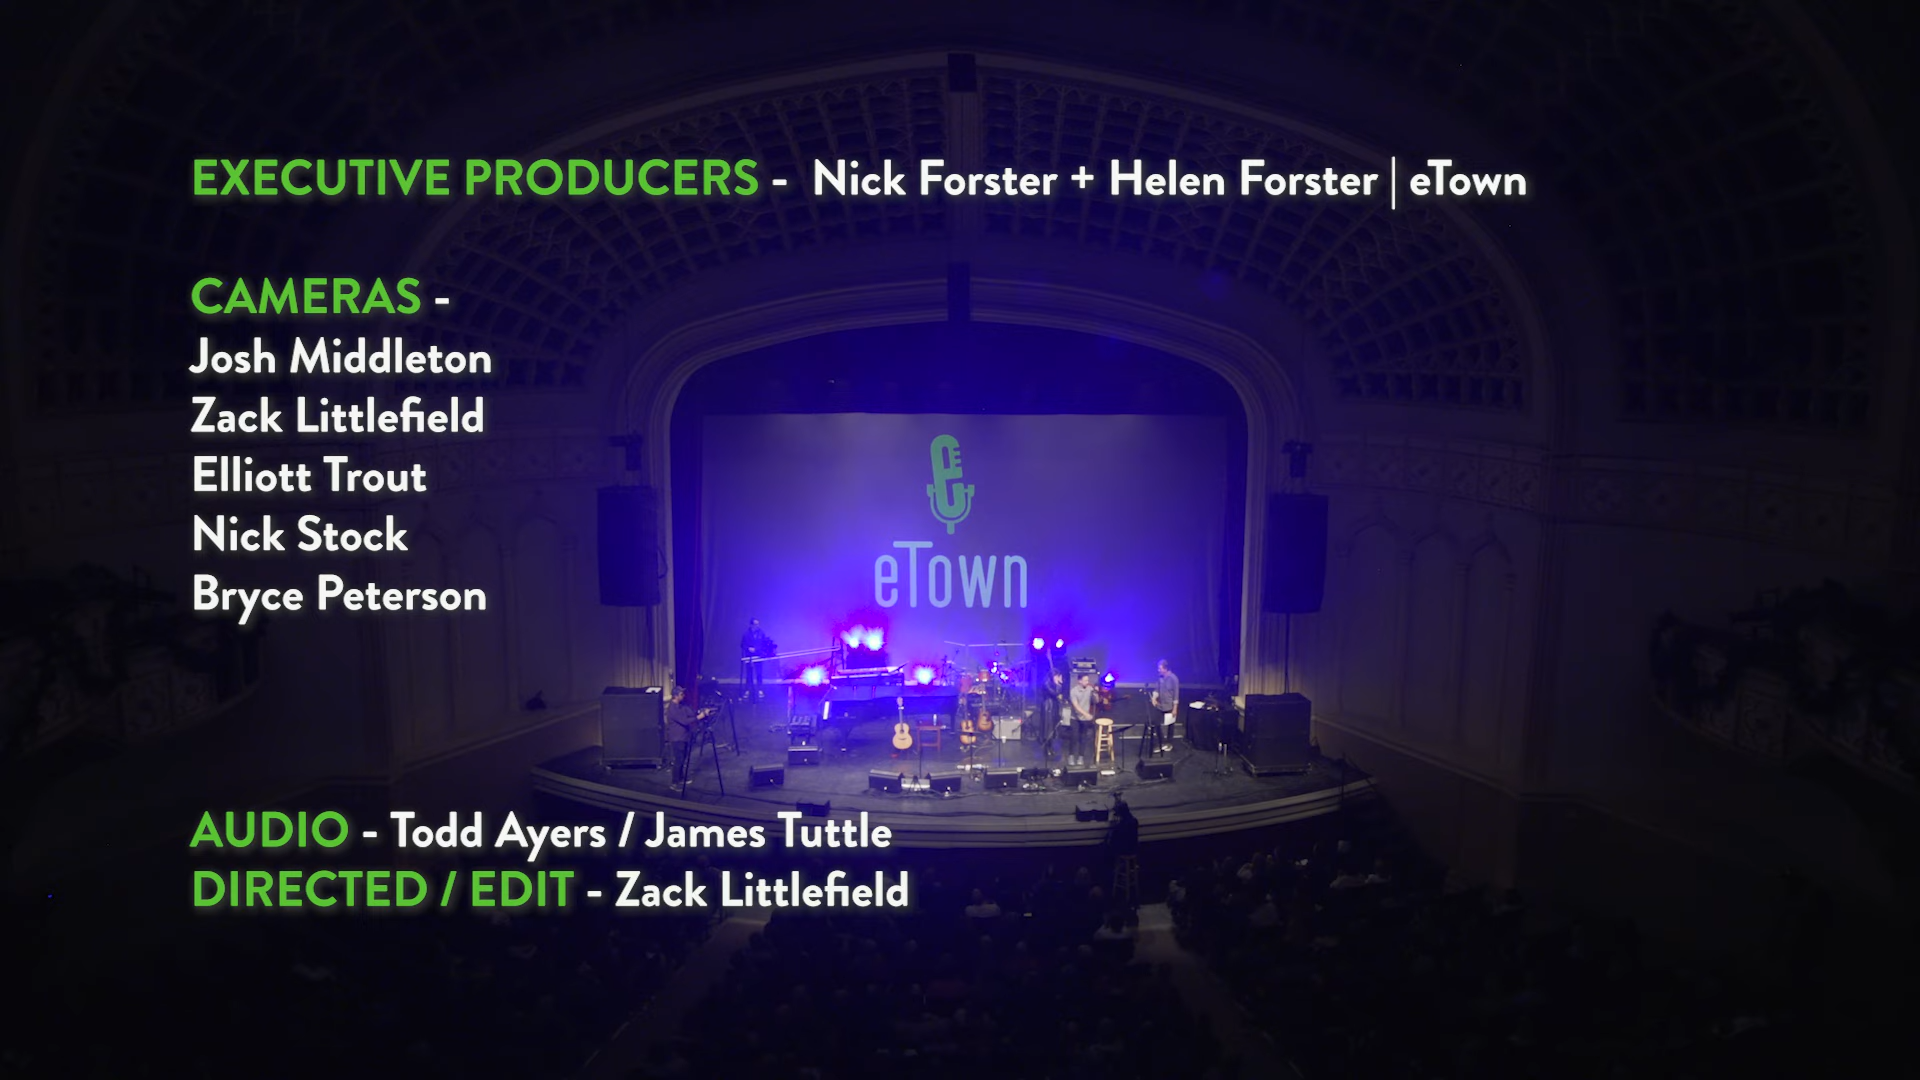 EXECUTIVE PRODUCERS - Nick Forster + Helen Forster | eTown
CAMERAS -
Josh Middleton
Zack Littlefield
Elliott Trout
Nick Stock
Bryce Peterson
e
eTown
AUDIO - Todd Ayers / James Tuttle
DIRECTED / EDIT - Zack Littlefield